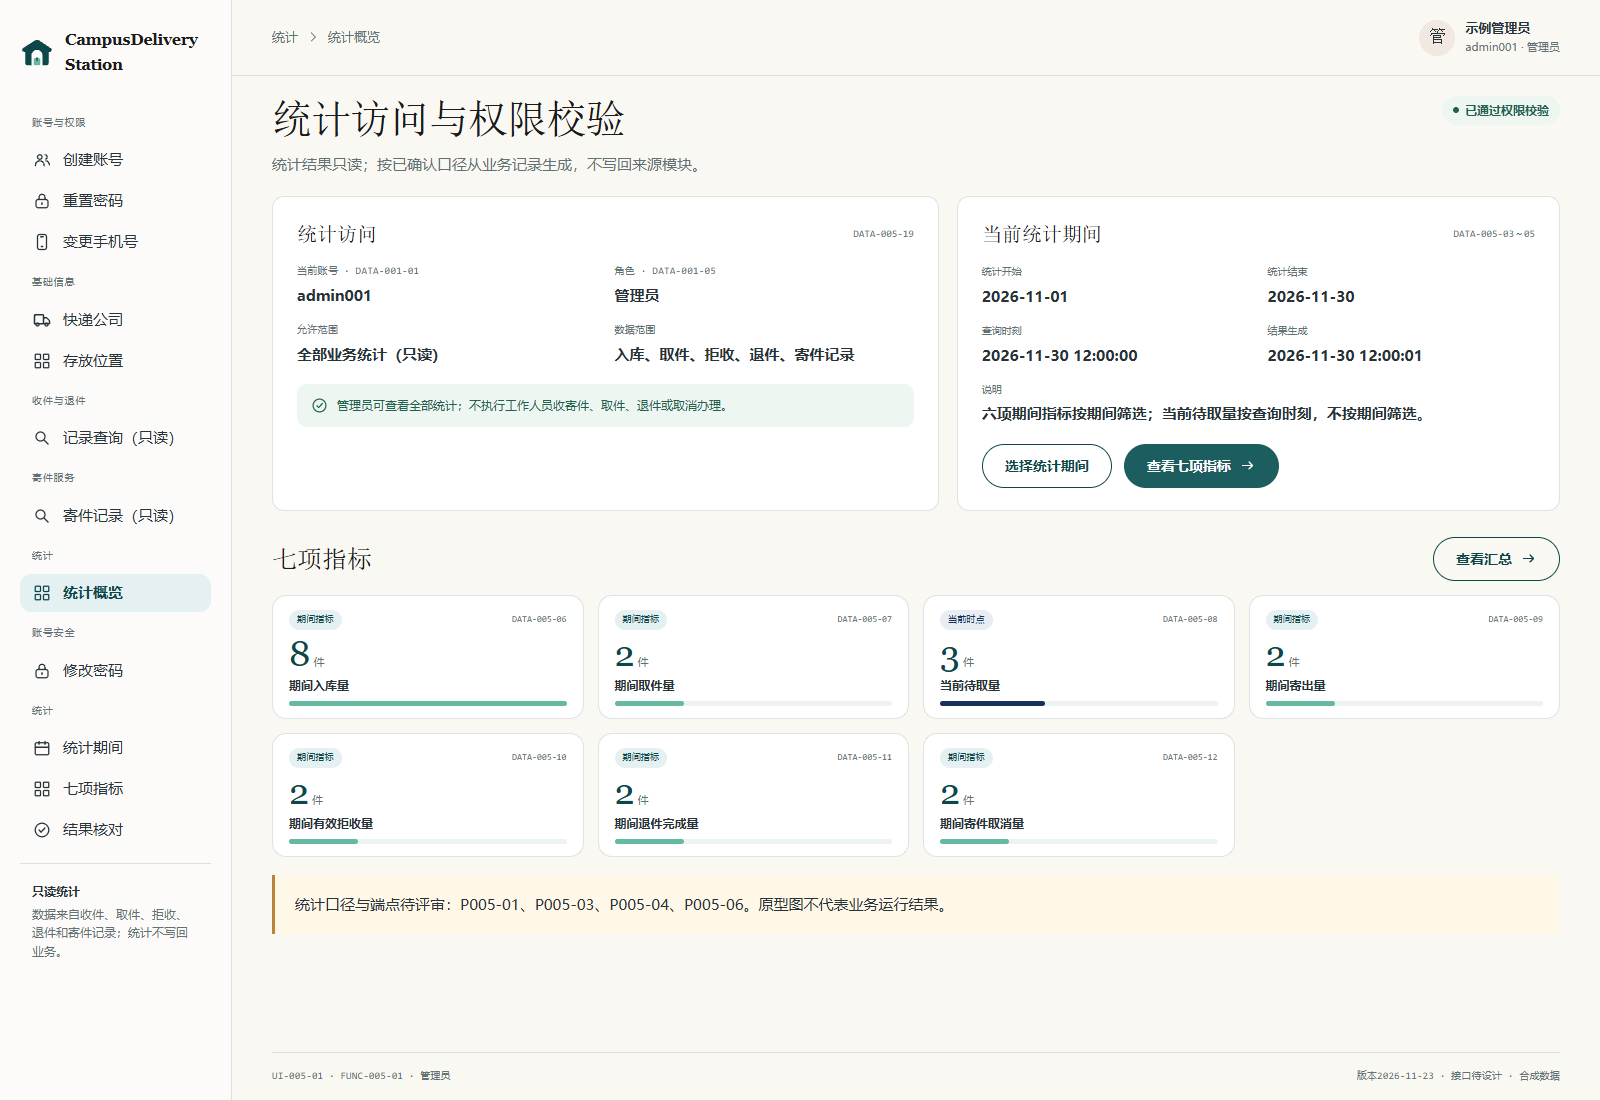 CampusDelivery
Station
账号与权限
创建账号
重置密码
变更手机号
基础信息
快递公司
存放位置
收件与退件
记录查询（只读）
寄件服务
寄件记录（只读）
统计
统计概览
账号安全
修改密码
统计
统计期间
七项指标
结果核对
只读统计
数据来自收件、取件、拒收、
退件和寄件记录；统计不写回
业务。
统计 > 统计概览
管
示例管理员
admin001 · 管理员
统计访问与权限校验
已通过权限校验
统计结果只读；按已确认口径从业务记录生成，不写回来源模块。
统计访问
DATA-005-19
当前账号 · DATA-001-01
admin001
角色 · DATA-001-05
管理员
允许范围
全部业务统计（只读）
数据范围
入库、取件、拒收、退件、寄件记录
管理员可查看全部统计；不执行工作人员收寄件、取件、退件或取消办理。
当前统计期间
DATA-005-03～05
统计开始
2026-11-01
统计结束
2026-11-30
查询时刻
2026-11-30 12:00:00
结果生成
2026-11-30 12:00:01
说明
六项期间指标按期间筛选；当前待取量按查询时刻，不按期间筛选。
选择统计期间
查看七项指标 →
七项指标
查看汇总 →
期间指标
DATA-005-06
8 件
期间入库量
期间指标
DATA-005-07
2 件
期间取件量
当前时点
DATA-005-08
3 件
当前待取量
期间指标
DATA-005-09
2 件
期间寄出量
期间指标
DATA-005-10
2 件
期间有效拒收量
期间指标
DATA-005-11
2 件
期间退件完成量
期间指标
DATA-005-12
2 件
期间寄件取消量
统计口径与端点待评审：P005-01、P005-03、P005-04、P005-06。原型图不代表业务运行结果。
UI-005-01 · FUNC-005-01 · 管理员
版本2026-11-23 · 接口待设计 · 合成数据